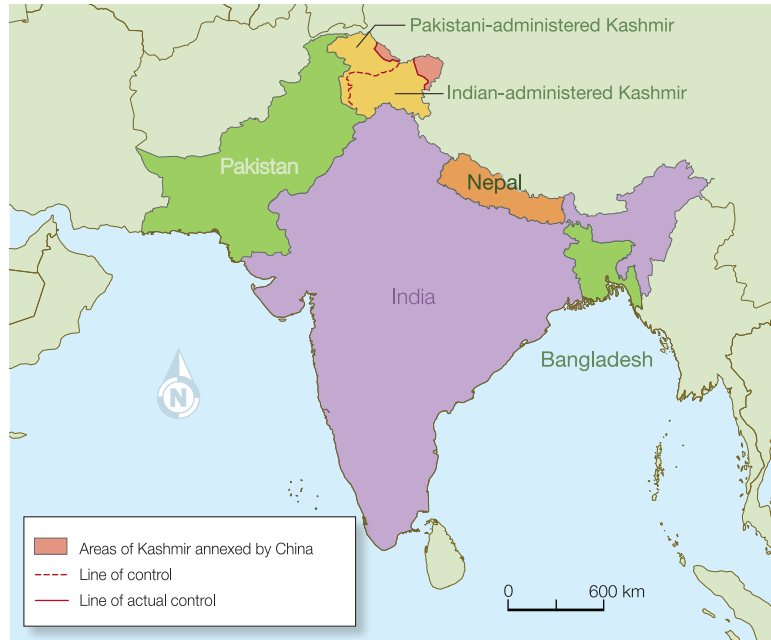 Pakistani-administered Kashmir
Indian-administered Kashmir
Pakistan
Nepal
India
Bangladesh
N
Areas of Kashmir annexed by China
Line of control
Line of actual control
0 600 km